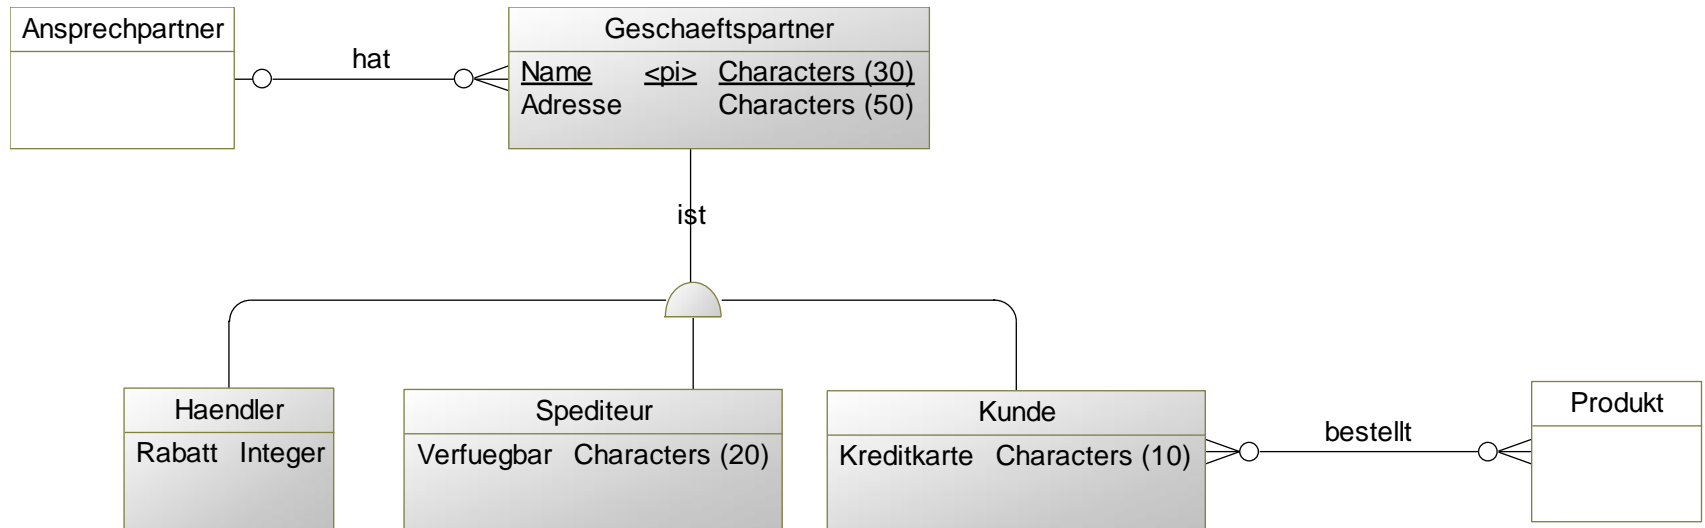 Ansprechpartner
hat
Geschaeftspartner
Name <pi> Characters (30)
Adresse Characters (50)
ist
Haendler
Rabatt Integer
Spediteur
Verfuegbar Characters (20)
Kunde
Kreditkarte Characters (10)
bestellt
Produkt